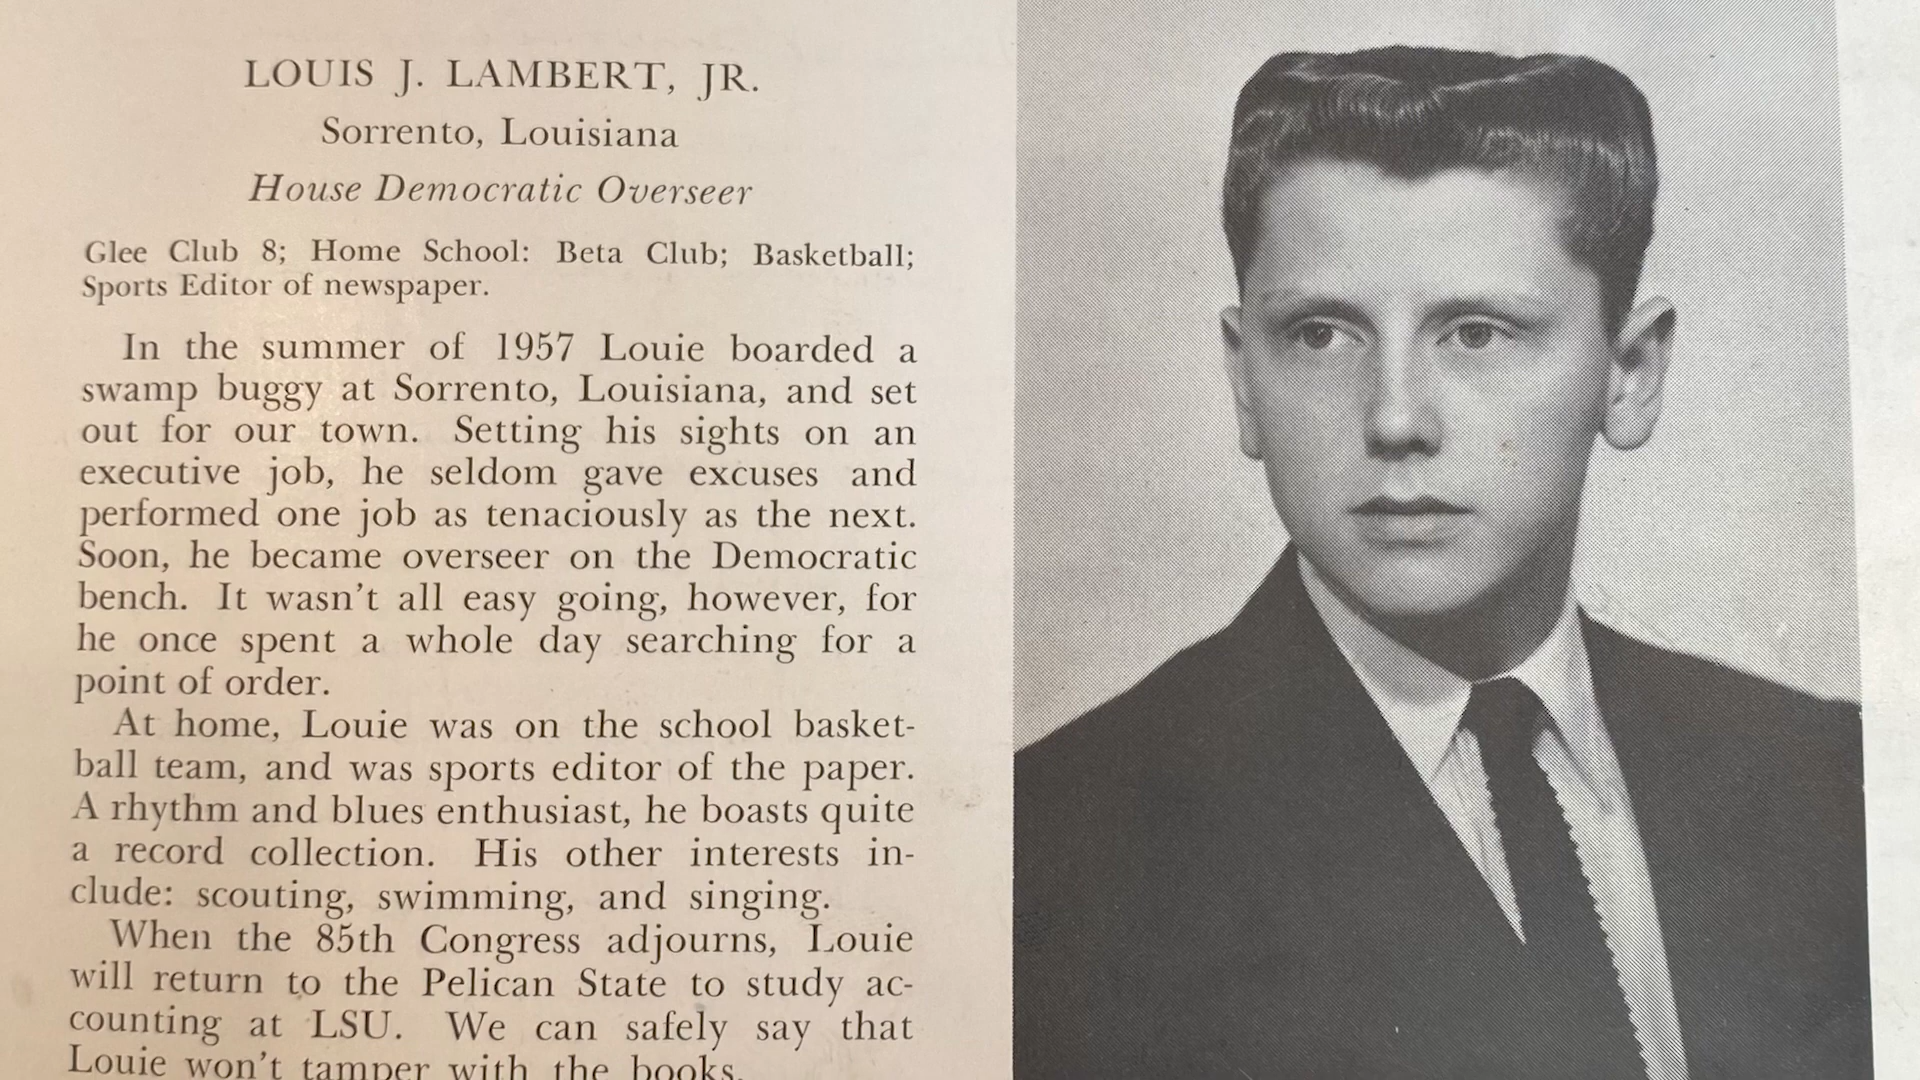 LOUIS J. LAMBERT, JR.
Sorrento, Louisiana
House Democratic Overseer
Glee Club 8; Home School: Beta Club; Basketball;
Sports Editor of newspaper.
In the summer of 1957 Louie boarded a
swamp buggy at Sorrento, Louisiana, and set
out for our town. Setting his sights on an
executive job, he seldom gave excuses and
performed one job as tenaciously as the next.
Soon, he became overseer on the Democratic
bench. It wasn't all easy going, however, for
he once spent a whole day searching for a
point of order.
At home, Louie was on the school basket-
ball team, and was sports editor of the paper.
A rhythm and blues enthusiast, he boasts quite
a record collection. His other interests in-
clude: scouting, swimming, and singing.
When the 85th Congress adjourns, Louie
will return to the Pelican State to study ac-
counting at LSU. We can safely say that
Louie won't tamper with the books.